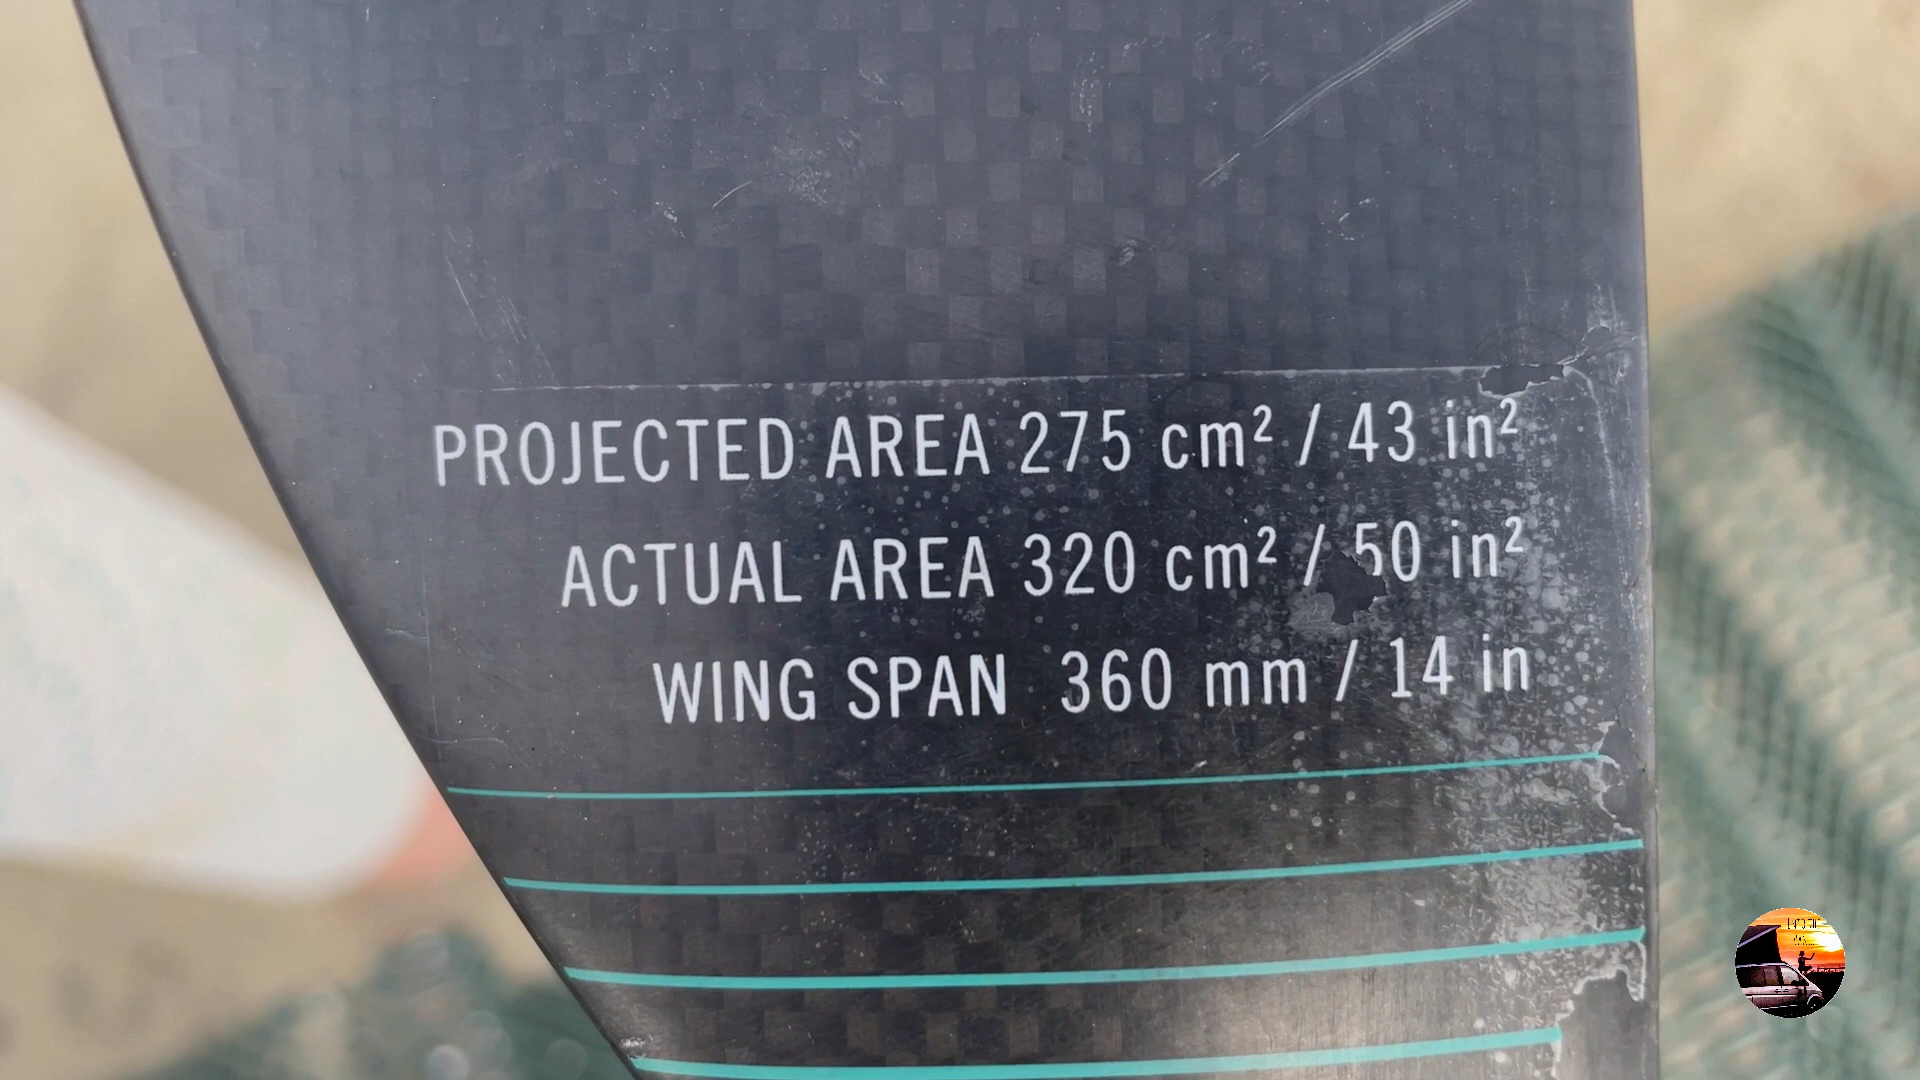 PROJECTED AREA 275 cm² / 43 in²
ACTUAL AREA 320 cm² / 50 in²
WING SPAN 360 mm / 14 in